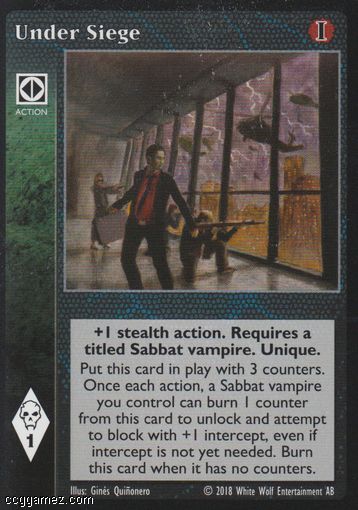 Under Siege
I
ACTION
+1 stealth action. Requires a
titled Sabbat vampire. Unique.
Put this card in play with 3 counters.
Once each action, a Sabbat vampire
you control can burn 1 counter
from this card to unlock and attempt
to block with +1 intercept, even if
intercept is not yet needed. Burn
this card when it has no counters.
1
Illus: Ginés Quiñonero © 2018 White Wolf Entertainment AB
ccggamez.com